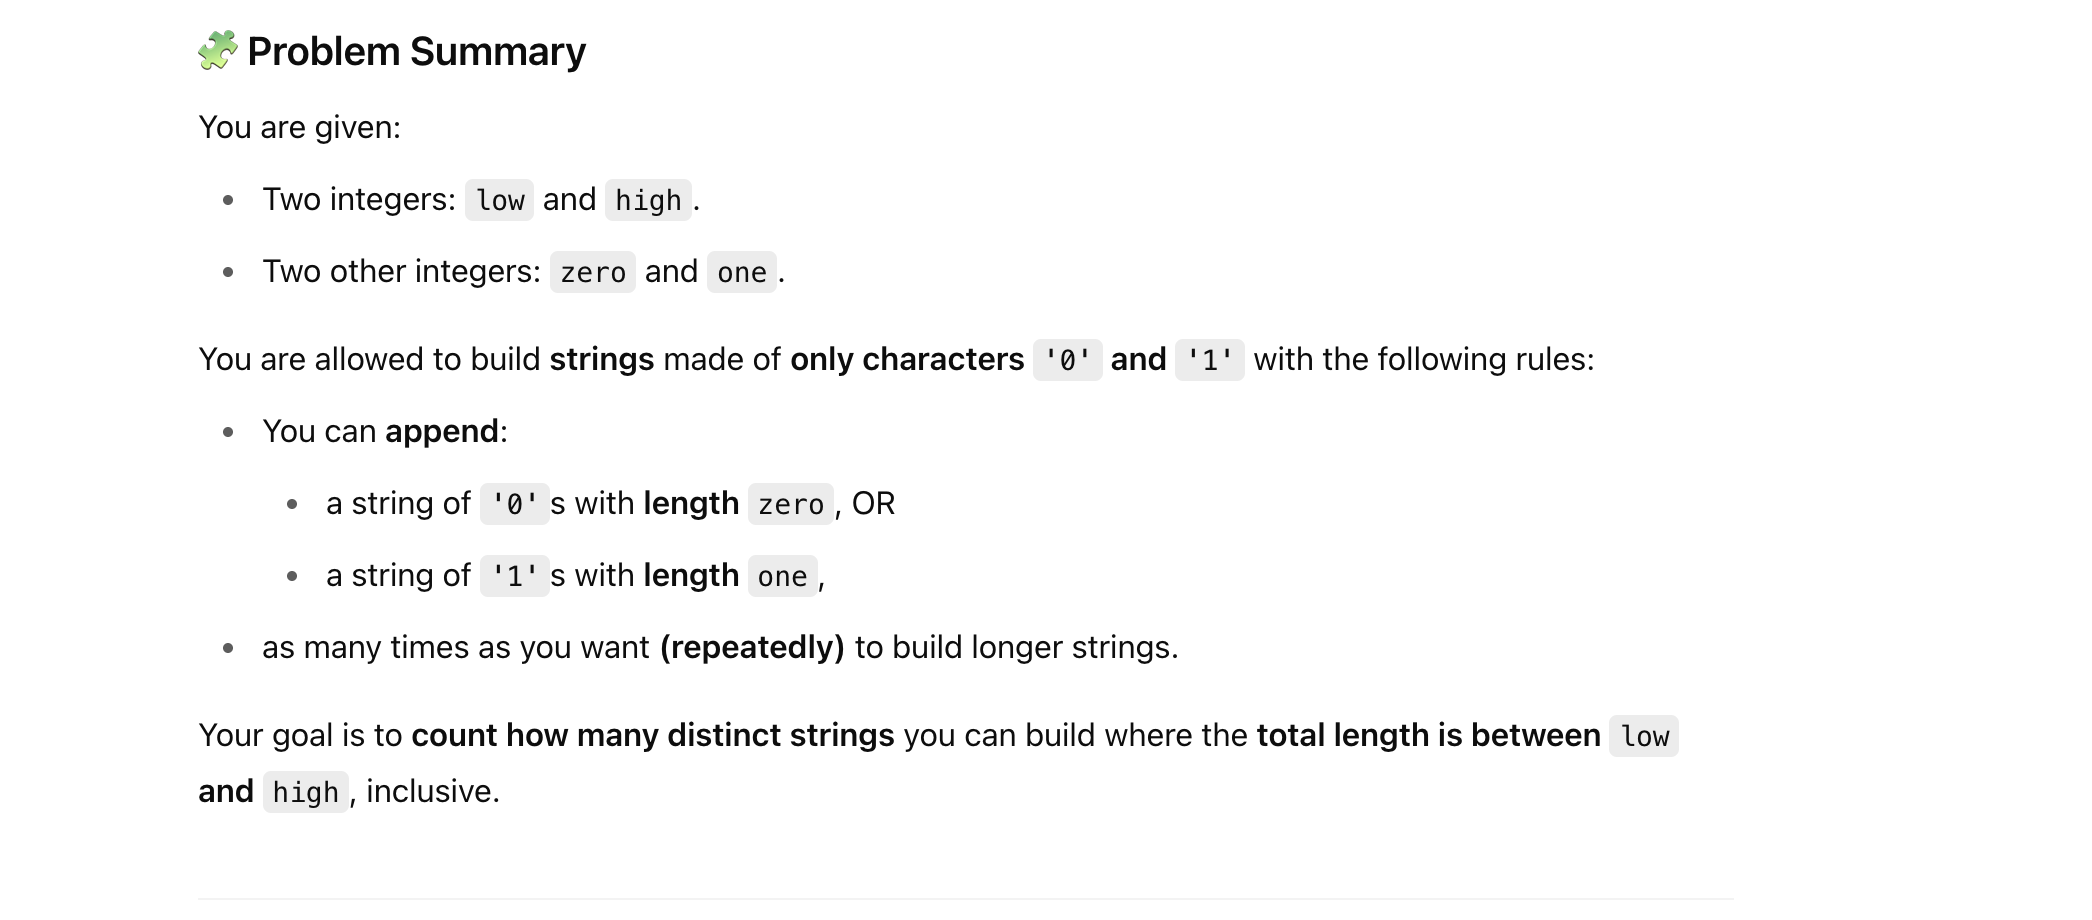 🧩 Problem Summary
You are given:
• Two integers: low and high.
• Two other integers: zero and one.
You are allowed to build strings made of only characters '0' and '1' with the following rules:
• You can append:
• a string of '0's with length zero, OR
• a string of '1's with length one,
• as many times as you want (repeatedly) to build longer strings.
Your goal is to count how many distinct strings you can build where the total length is between low
and high, inclusive.